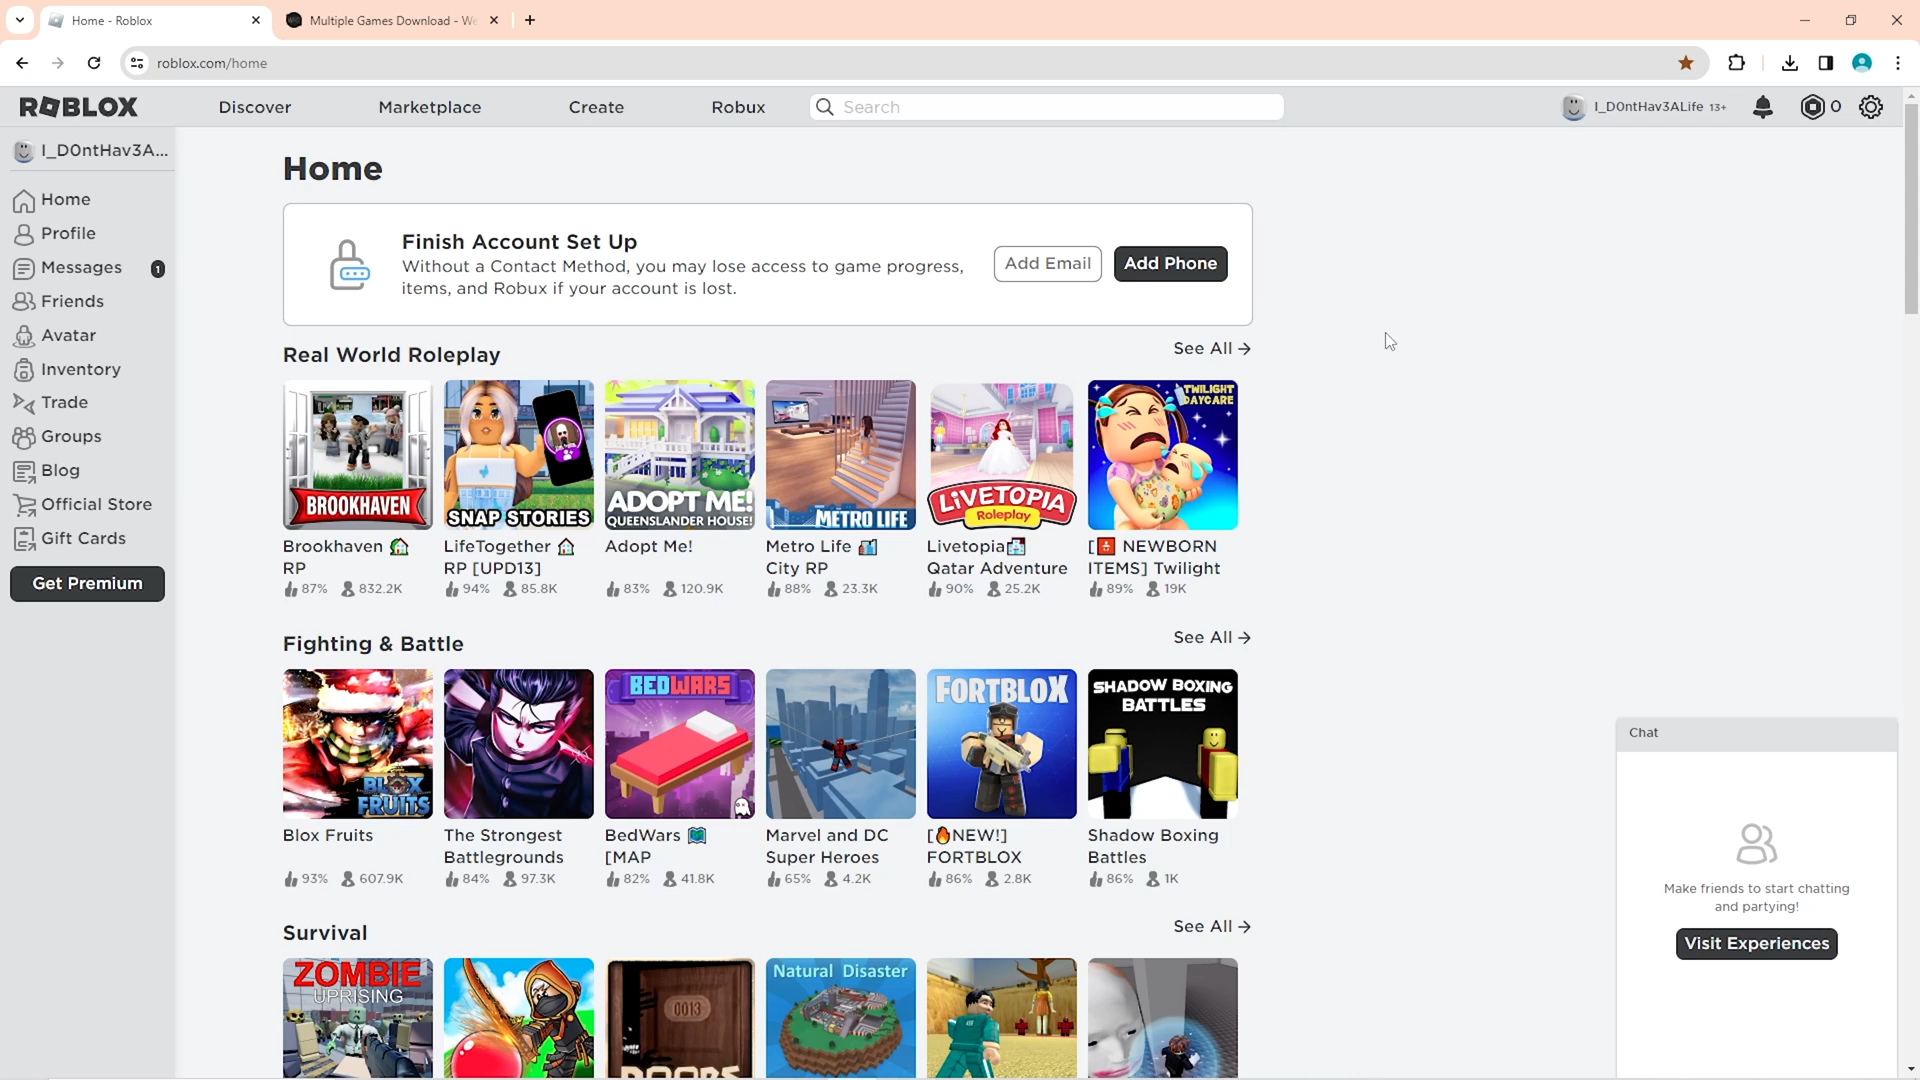 Home - Roblox
Multiple Games Download - We
roblox.com/home
ROBLOX
Discover
Marketplace
Create
Robux
Search
I_D0ntHav3ALife 13+
0
I_D0ntHav3A...
Home
Profile
Messages
1
Friends
Avatar
Inventory
Trade
Groups
Blog
Official Store
Gift Cards
Get Premium
Home
Finish Account Set Up
Without a Contact Method, you may lose access to game progress,
items, and Robux if your account is lost.
Add Email
Add Phone
Real World Roleplay
See All →
BROOKHAVEN
SNAP STORIES
ADOPT ME!
QUEENSLANDER HOUSE!
METRO LIFE
LIVETOPIA
Roleplay
TWILIGHT
DAYCARE
Brookhaven 🏡
RP
87% 832.2K
LifeTogether 🏠
RP [UPD13]
94% 85.8K
Adopt Me!
83% 120.9K
Metro Life 🏙️
City RP
88% 23.3K
Livetopia
Qatar Adventure
90% 25.2K
[ NEWBORN
ITEMS] Twilight
89% 19K
Fighting & Battle
See All →
BLOX
FRUITS
BEDWARS
FORTBLOX
SHADOW BOXING
BATTLES
Blox Fruits
93% 607.9K
The Strongest
Battlegrounds
84% 97.3K
BedWars
[MAP
82% 41.8K
Marvel and DC
Super Heroes
65% 4.2K
[🔥NEW!]
FORTBLOX
86% 2.8K
Shadow Boxing
Battles
86% 1K
Survival
See All →
ZOMBIE
UPRISING
0013
DOORS
Natural Disaster
Chat
Make friends to start chatting
and partying!
Visit Experiences